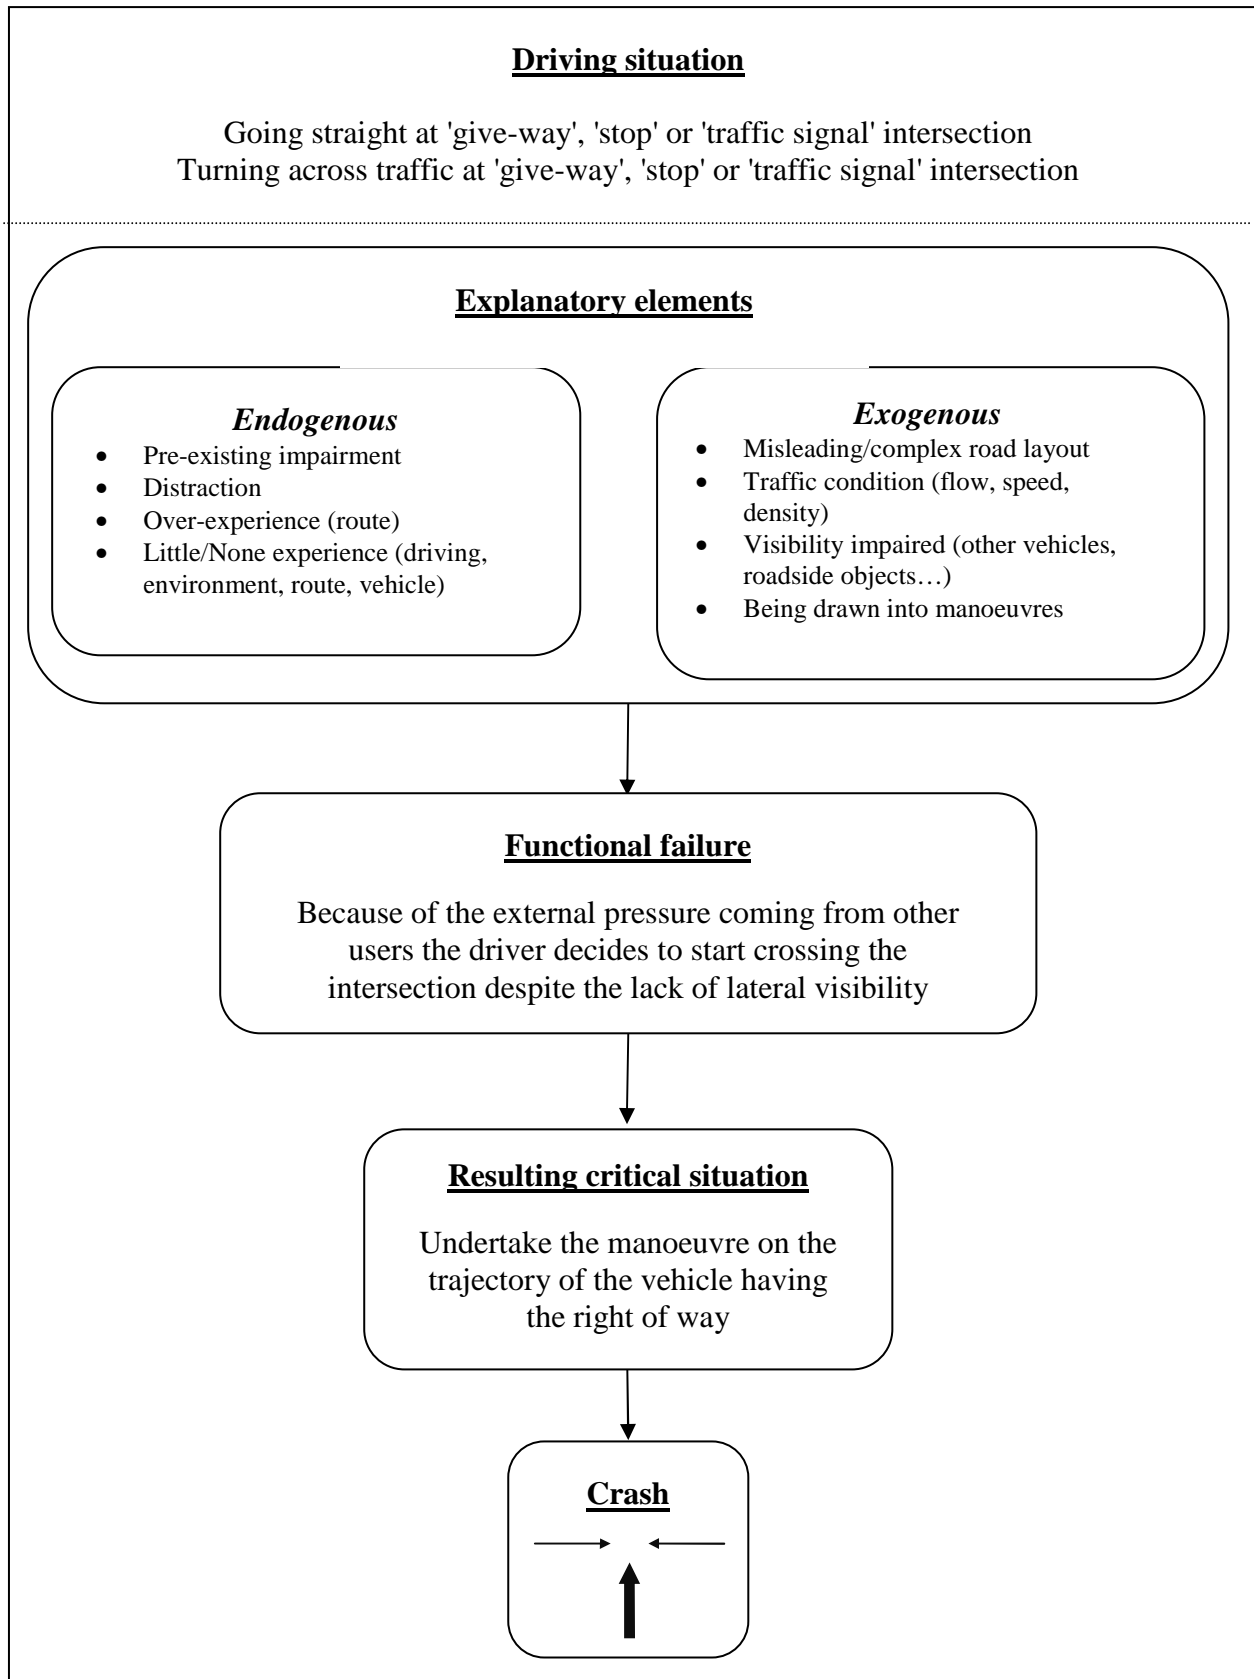 Driving situation
Going straight at 'give-way', 'stop' or 'traffic signal' intersection
Turning across traffic at 'give-way', 'stop' or 'traffic signal' intersection
Explanatory elements
Endogenous
• Pre-existing impairment
• Distraction
• Over-experience (route)
• Little/None experience (driving,
environment, route, vehicle)
Exogenous
• Misleading/complex road layout
• Traffic condition (flow, speed,
density)
• Visibility impaired (other vehicles,
roadside objects…)
• Being drawn into manoeuvres
Functional failure
Because of the external pressure coming from other
users the driver decides to start crossing the
intersection despite the lack of lateral visibility
Resulting critical situation
Undertake the manoeuvre on the
trajectory of the vehicle having
the right of way
Crash